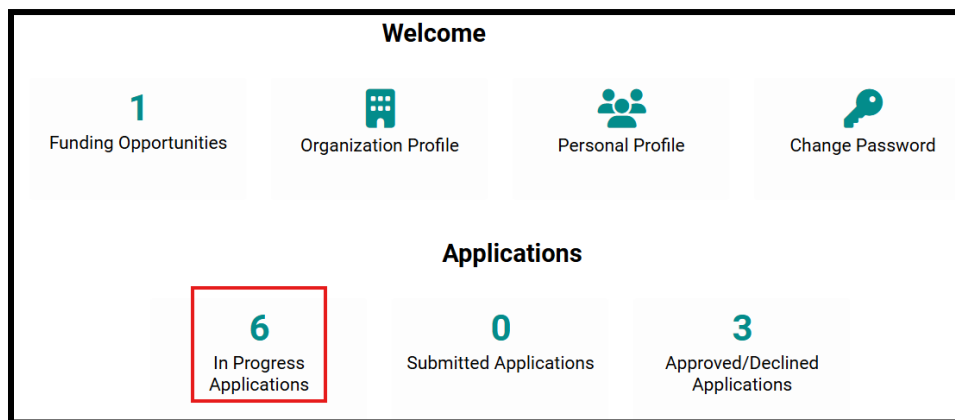 Welcome
1
Funding Opportunities
Organization Profile
Personal Profile
Change Password
Applications
6
In Progress
Applications
0
Submitted Applications
3
Approved/Declined
Applications